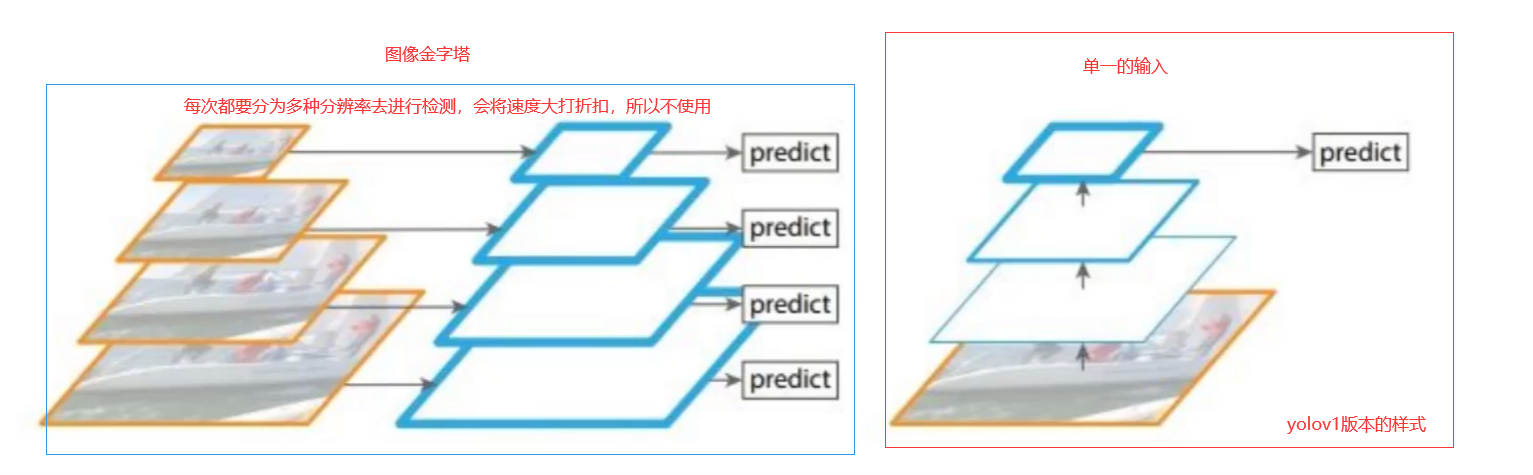 图像金字塔
每次都要分为多种分辨率去进行检测，会将速度大打折扣，所以不使用
predict
predict
predict
predict
单一的输入
predict
yolov1版本的样式